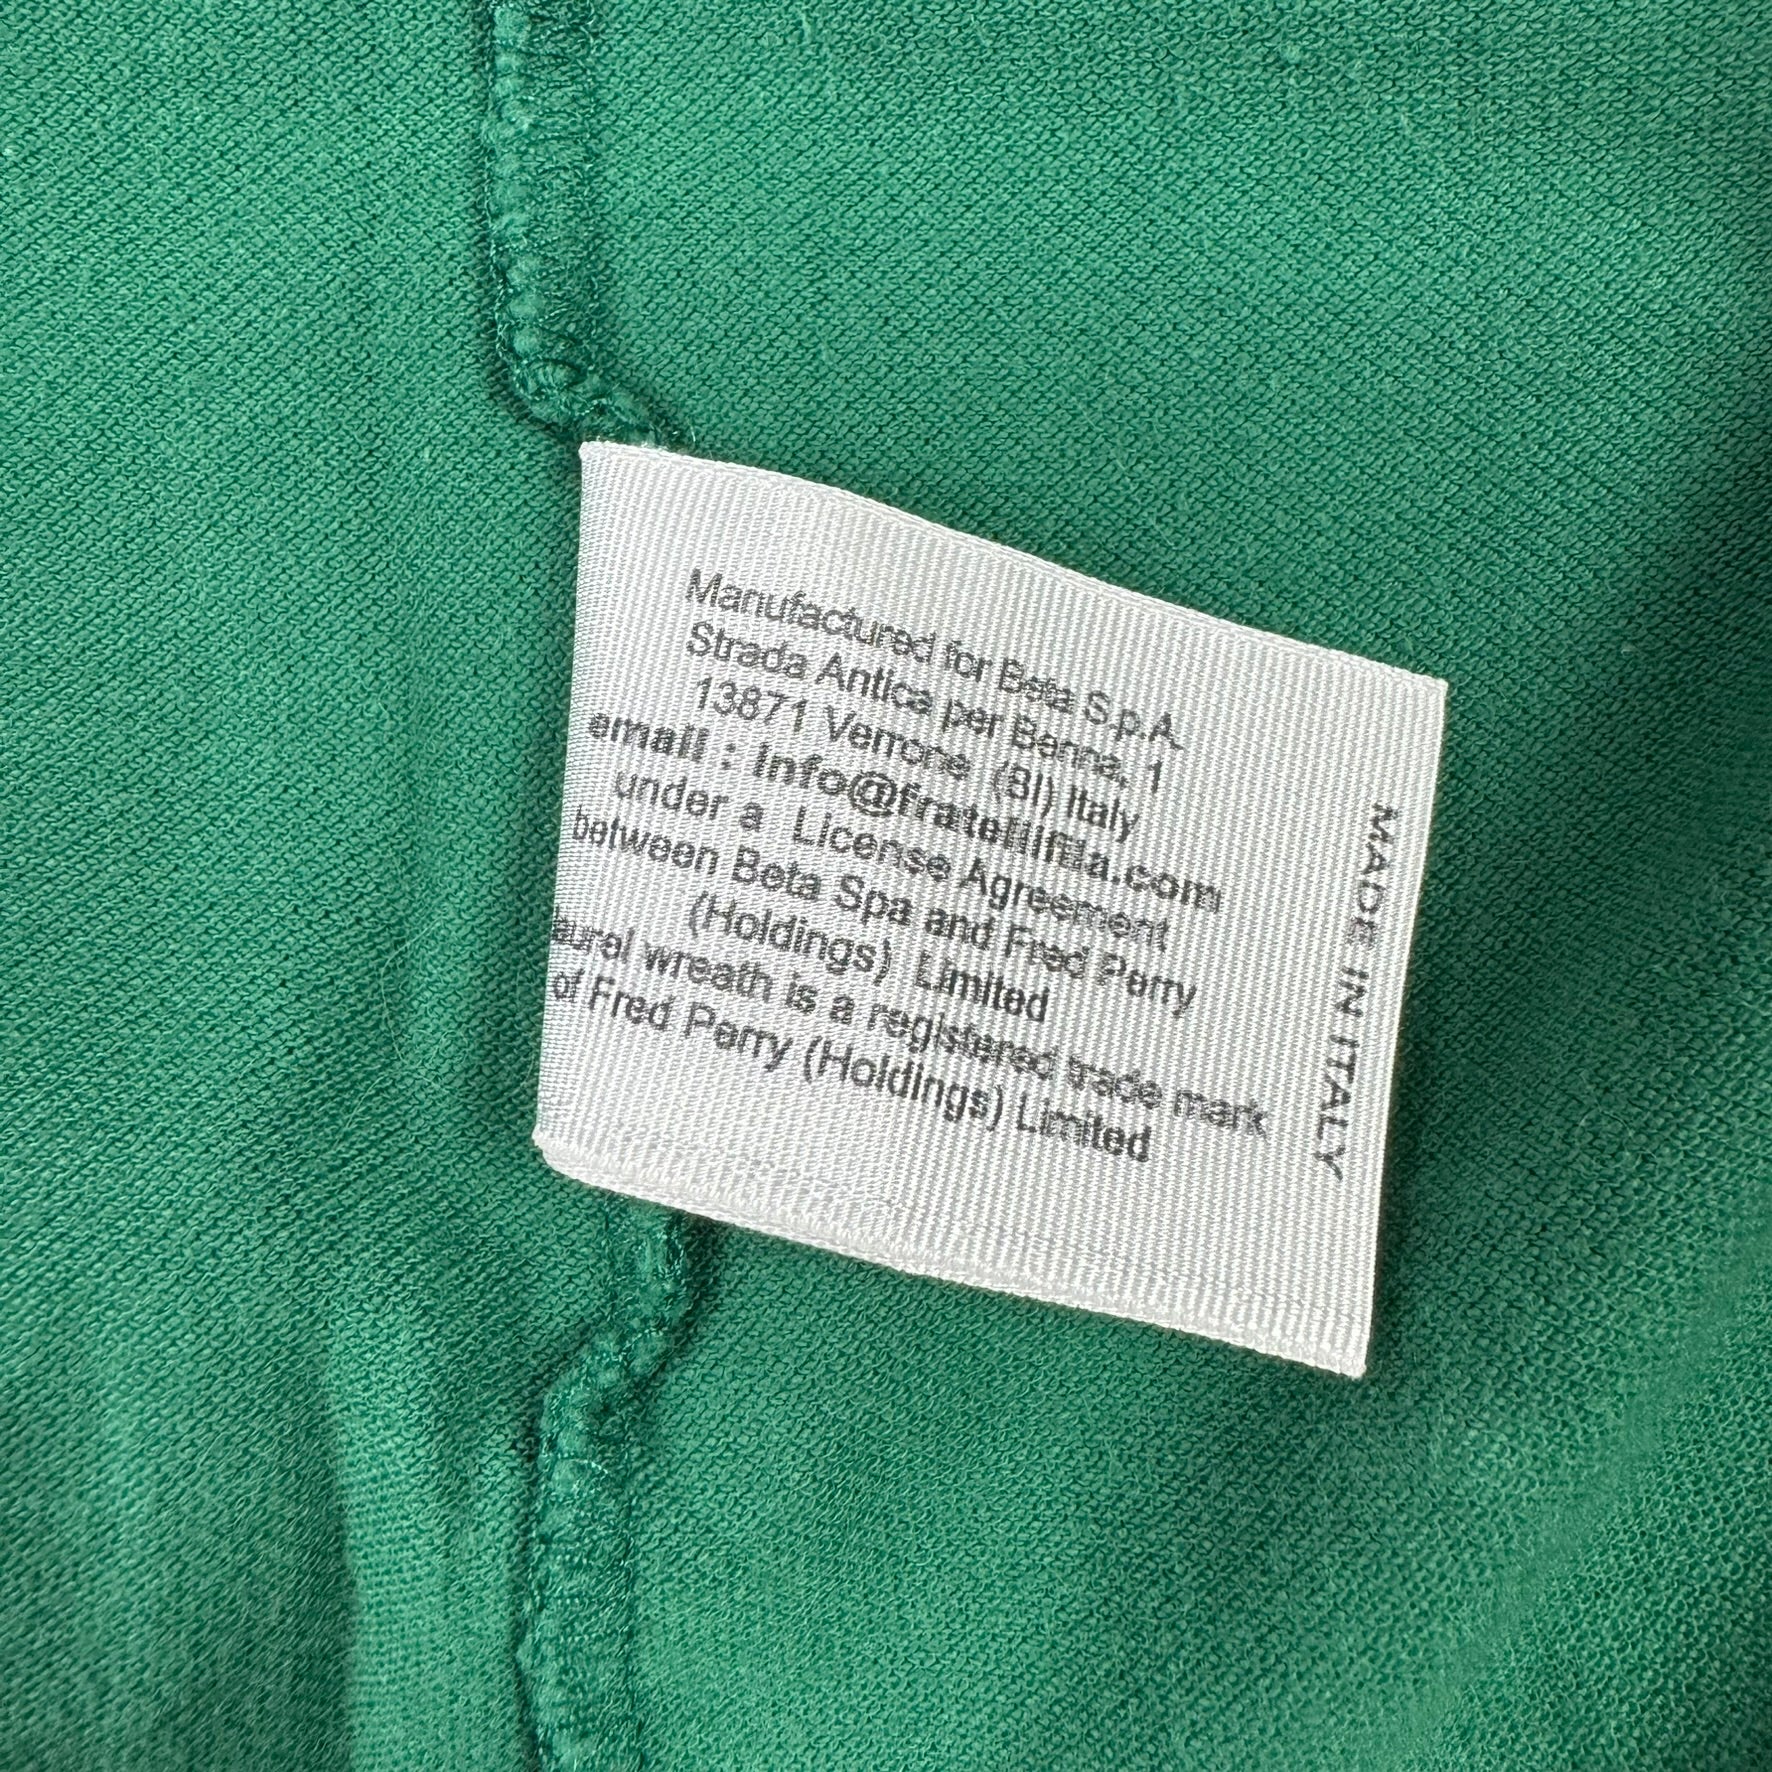 Manufactured for Beta S.p.A.
Strada Antica per Benna, 1
13871 Verrone (BI) Italy
email : info@fratellifila.com
under a License Agreement
between Beta Spa and Fred Perry
(Holdings) Limited
laurel wreath is a registered trade mark
of Fred Perry (Holdings) Limited
MADE IN ITALY